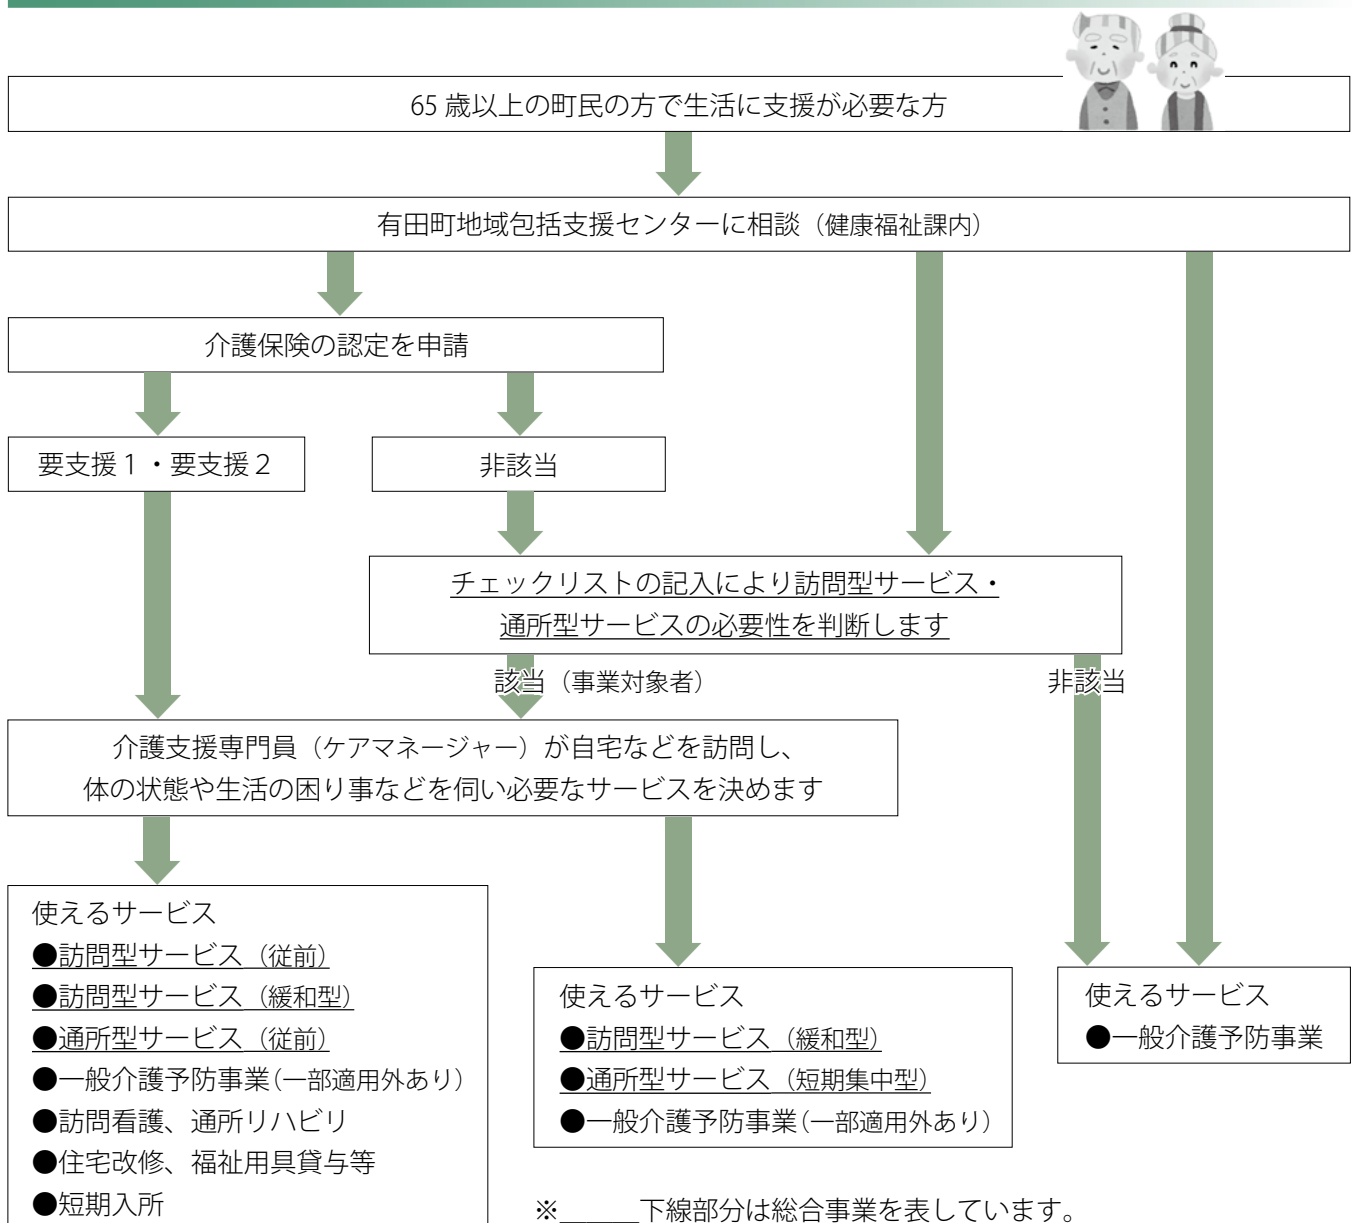 65 歳以上の町民の方で生活に支援が必要な方
有田町地域包括支援センターに相談（健康福祉課内）
介護保険の認定を申請
要支援１・要支援２
非該当
チェックリストの記入により訪問型サービス・
通所型サービスの必要性を判断します
該当（事業対象者）
非該当
介護支援専門員（ケアマネージャー）が自宅などを訪問し、
体の状態や生活の困り事などを伺い必要なサービスを決めます
使えるサービス
●訪問型サービス（従前）
●訪問型サービス（緩和型）
●通所型サービス（従前）
●一般介護予防事業（一部適用外あり）
●訪問看護、通所リハビリ
●住宅改修、福祉用具貸与等
●短期入所
使えるサービス
●訪問型サービス（緩和型）
●通所型サービス（短期集中型）
●一般介護予防事業（一部適用外あり）
使えるサービス
●一般介護予防事業
※______下線部分は総合事業を表しています。